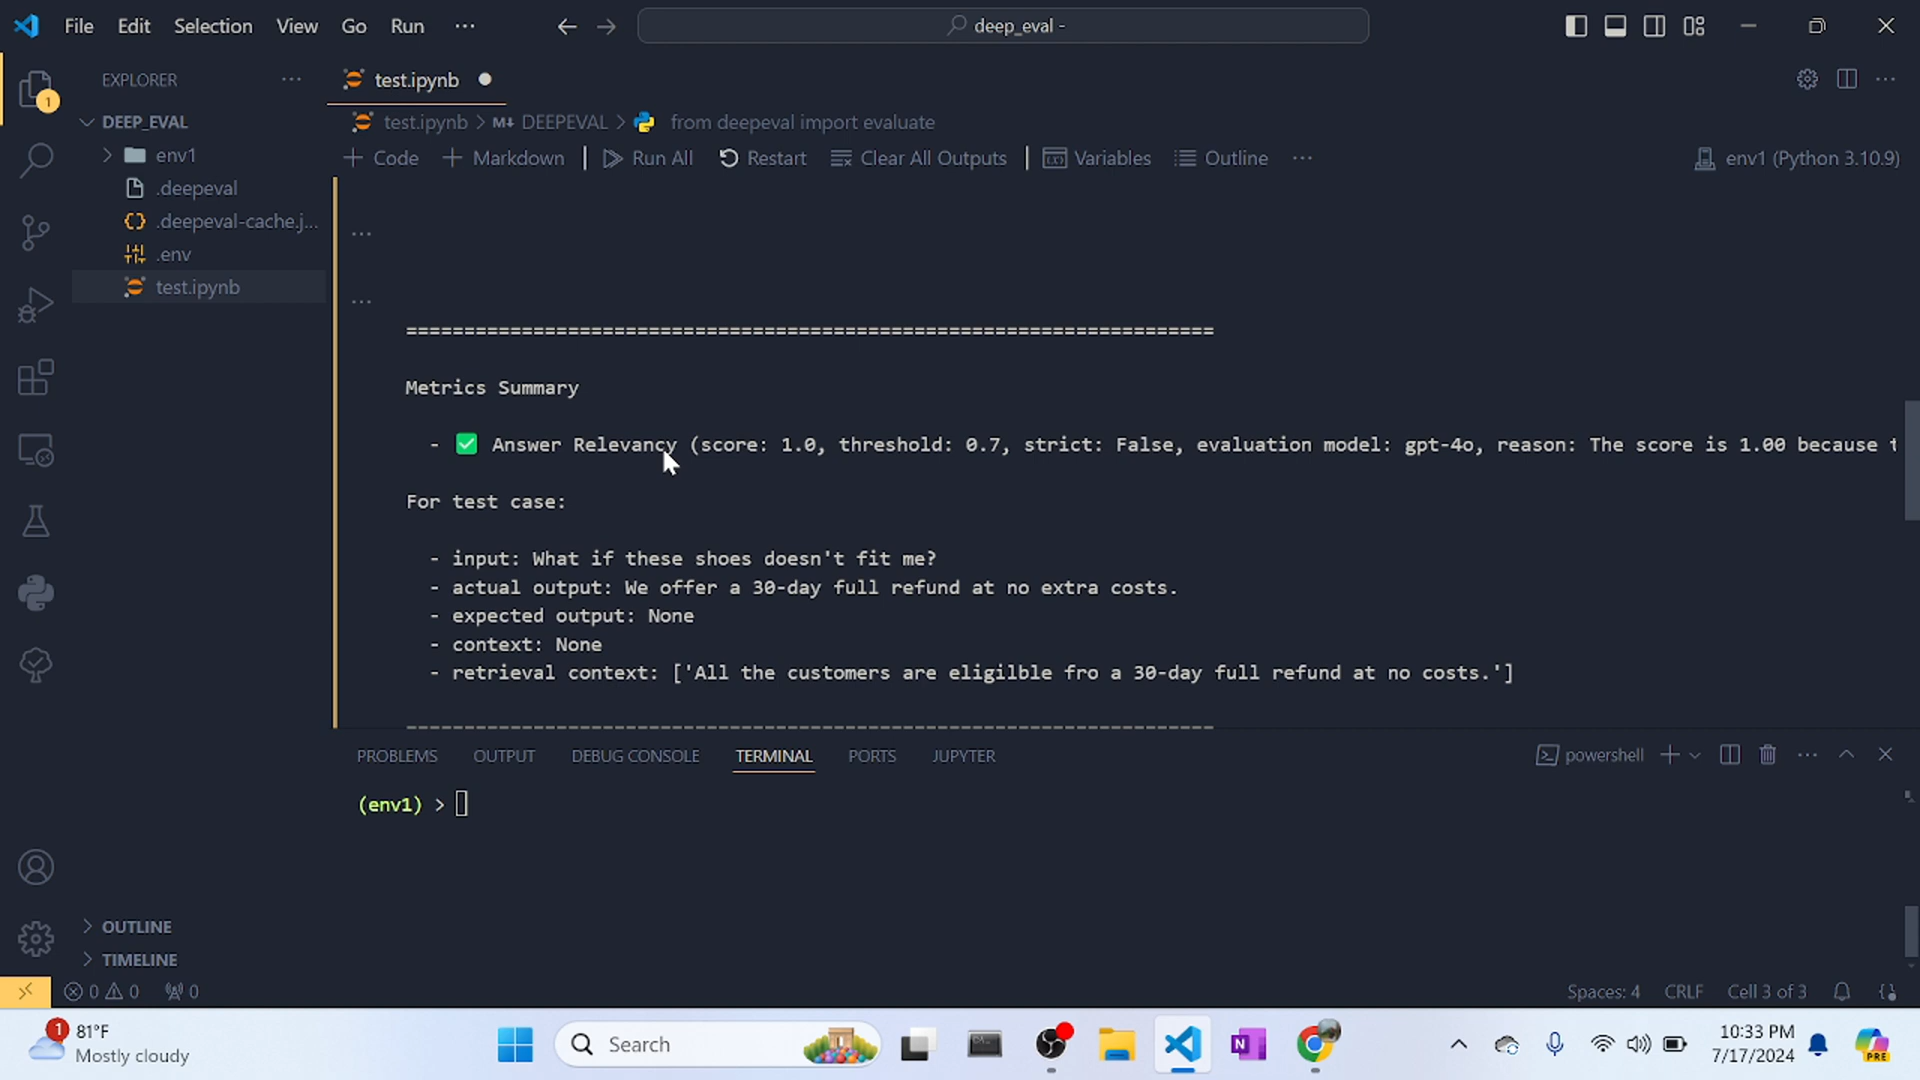 File Edit Selection View Go Run ···
deep_eval -
EXPLORER ···
test.ipynb
1
DEEP_EVAL
env1
.deepeval
.deepeval-cache.j...
.env
test.ipynb
test.ipynb > M↓ DEEPEVAL > from deepeval import evaluate
+ Code + Markdown | Run All Restart Clear All Outputs | Variables Outline ···
env1 (Python 3.10.9)
...
...
======================================================================
Metrics Summary
- ✅ Answer Relevancy (score: 1.0, threshold: 0.7, strict: False, evaluation model: gpt-4o, reason: The score is 1.00 because t
For test case:
- input: What if these shoes doesn't fit me?
- actual output: We offer a 30-day full refund at no extra costs.
- expected output: None
- context: None
- retrieval context: ['All the customers are eligilble fro a 30-day full refund at no costs.']
======================================================================
PROBLEMS OUTPUT DEBUG CONSOLE TERMINAL PORTS JUPYTER
powershell
(env1) >
OUTLINE
TIMELINE
0 0 0
Spaces: 4 CRLF Cell 3 of 3
1 81°F
Mostly cloudy
Search
10:33 PM
7/17/2024
PRE